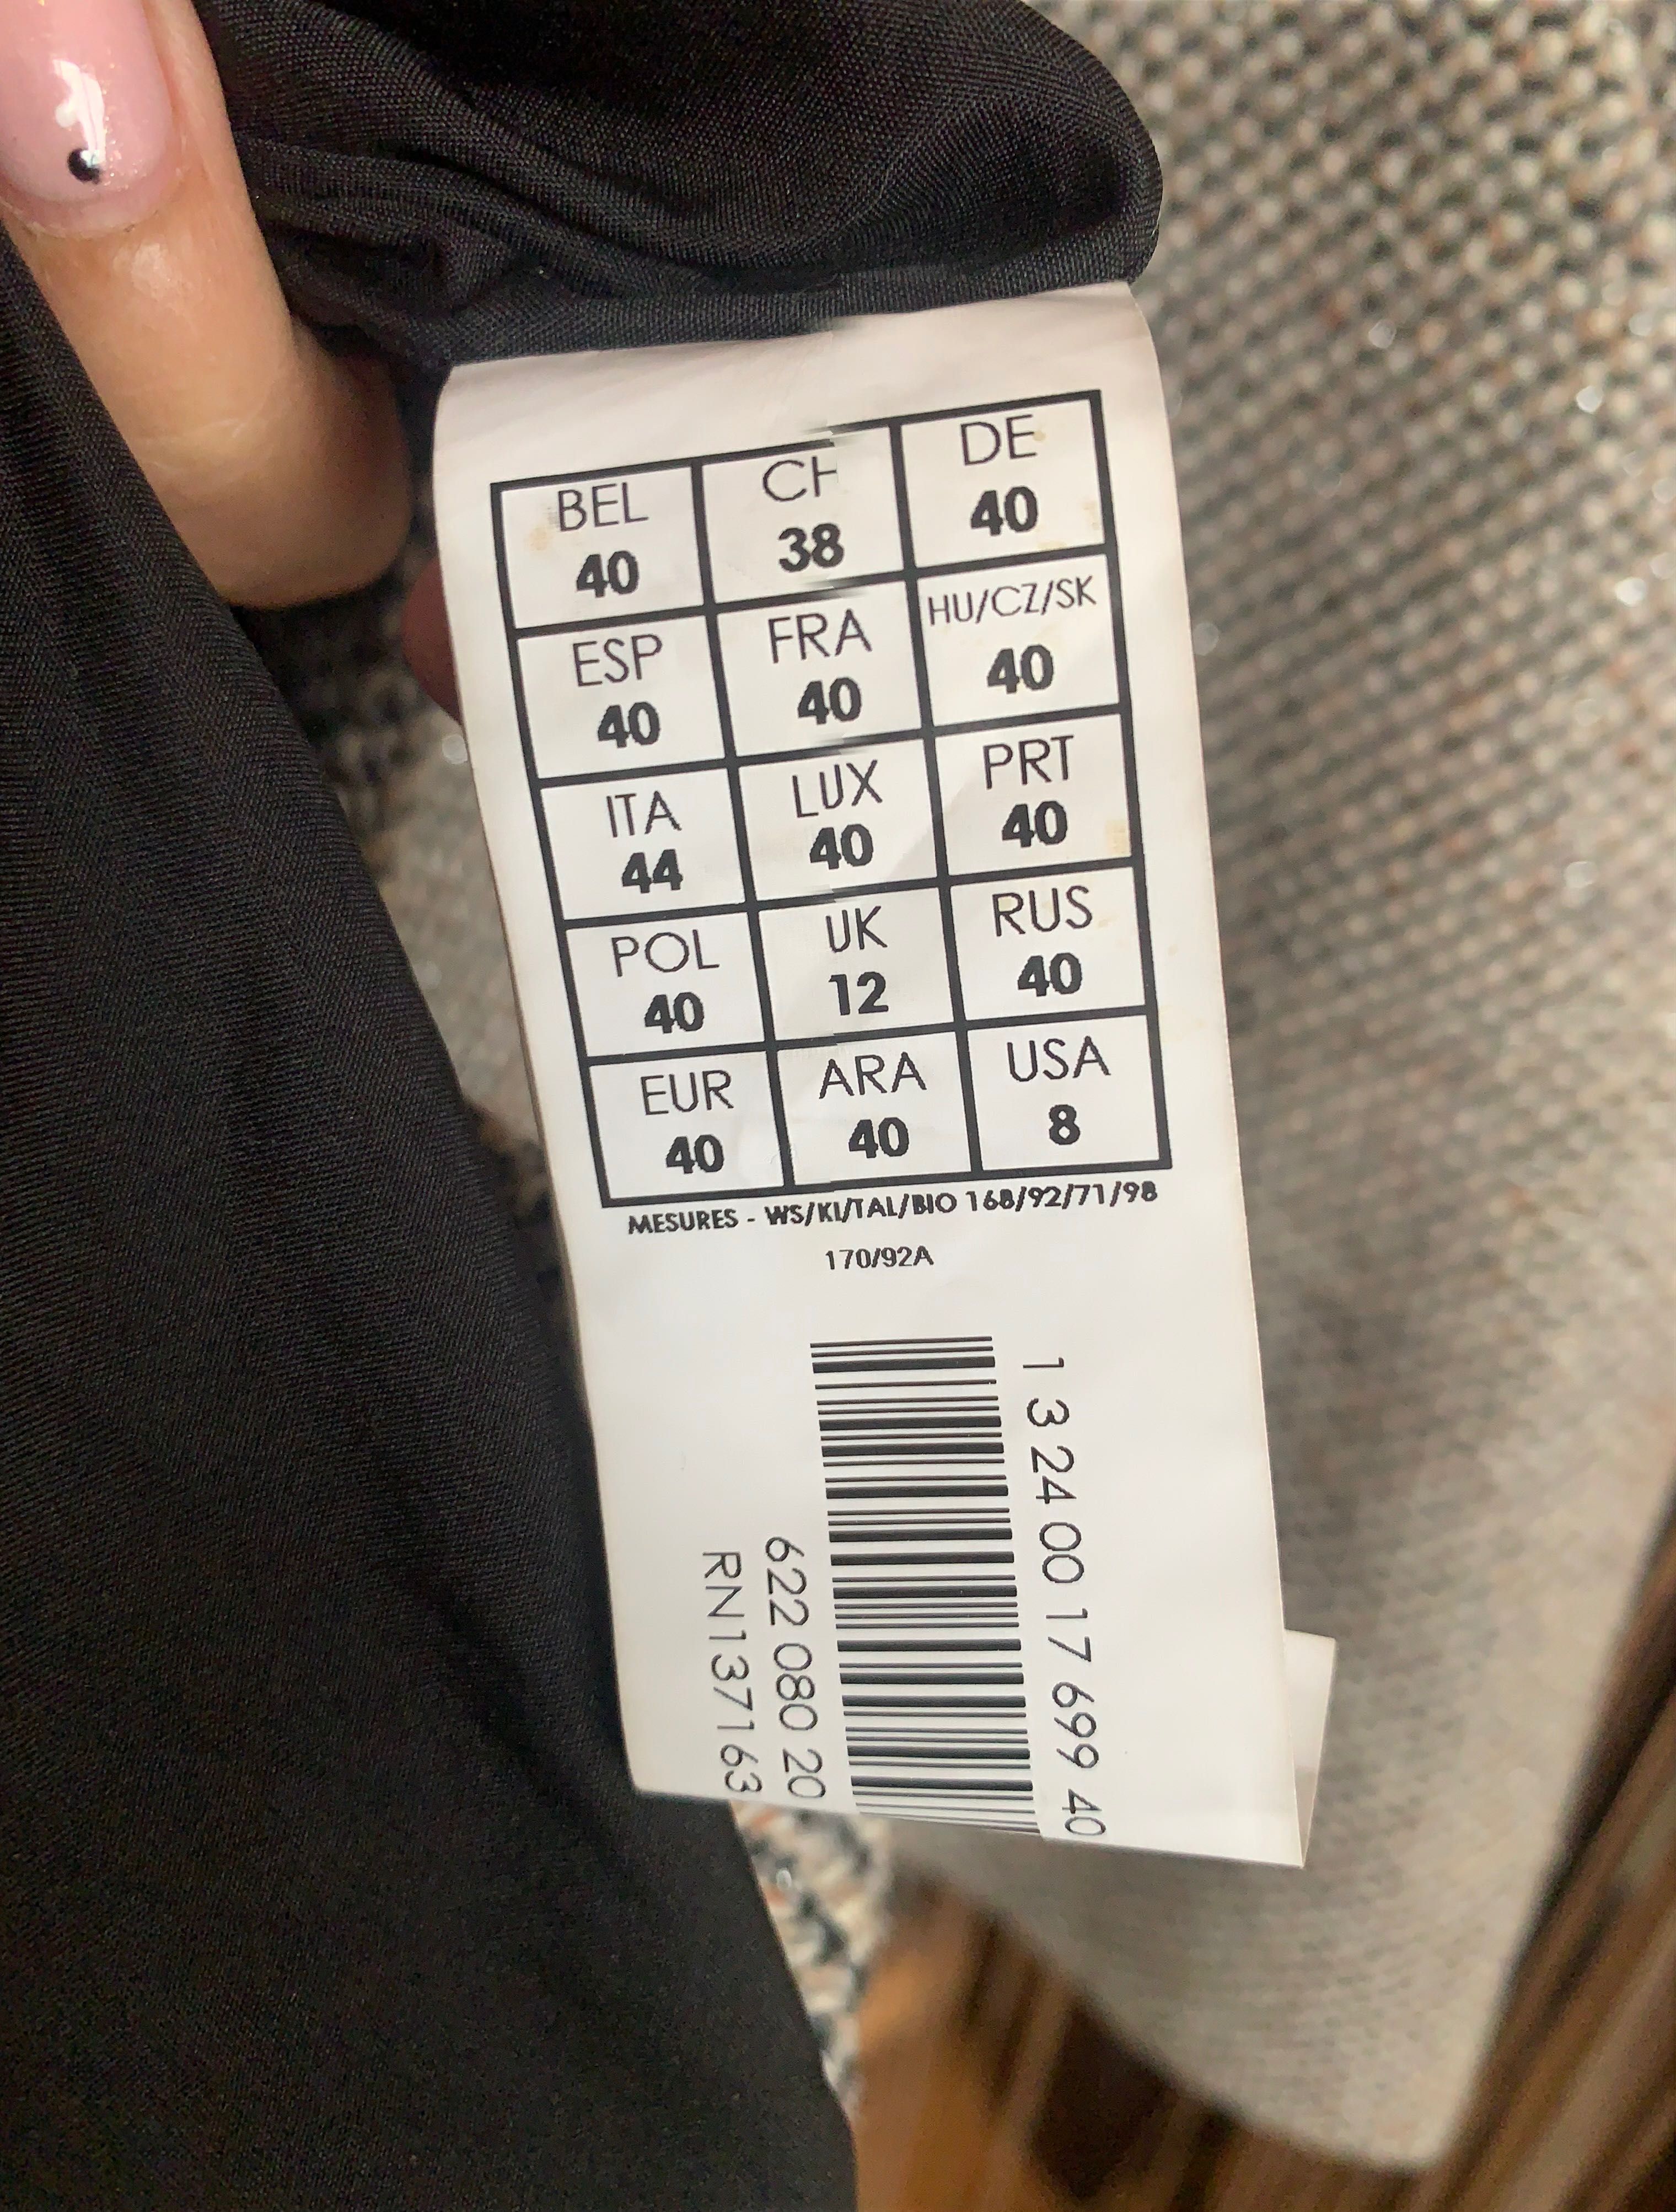 BEL CH DE
40 38 40
ESP FRA HU/CZ/SK
40 40 40
ITA LUX PRT
44 40 40
POL UK RUS
40 12 40
EUR ARA USA
40 40 8
MESURES - WS/KI/TAL/BIO 168/92/71/98
170/92A
1 3 24 00 17 699 40
622 080 20
RN137163